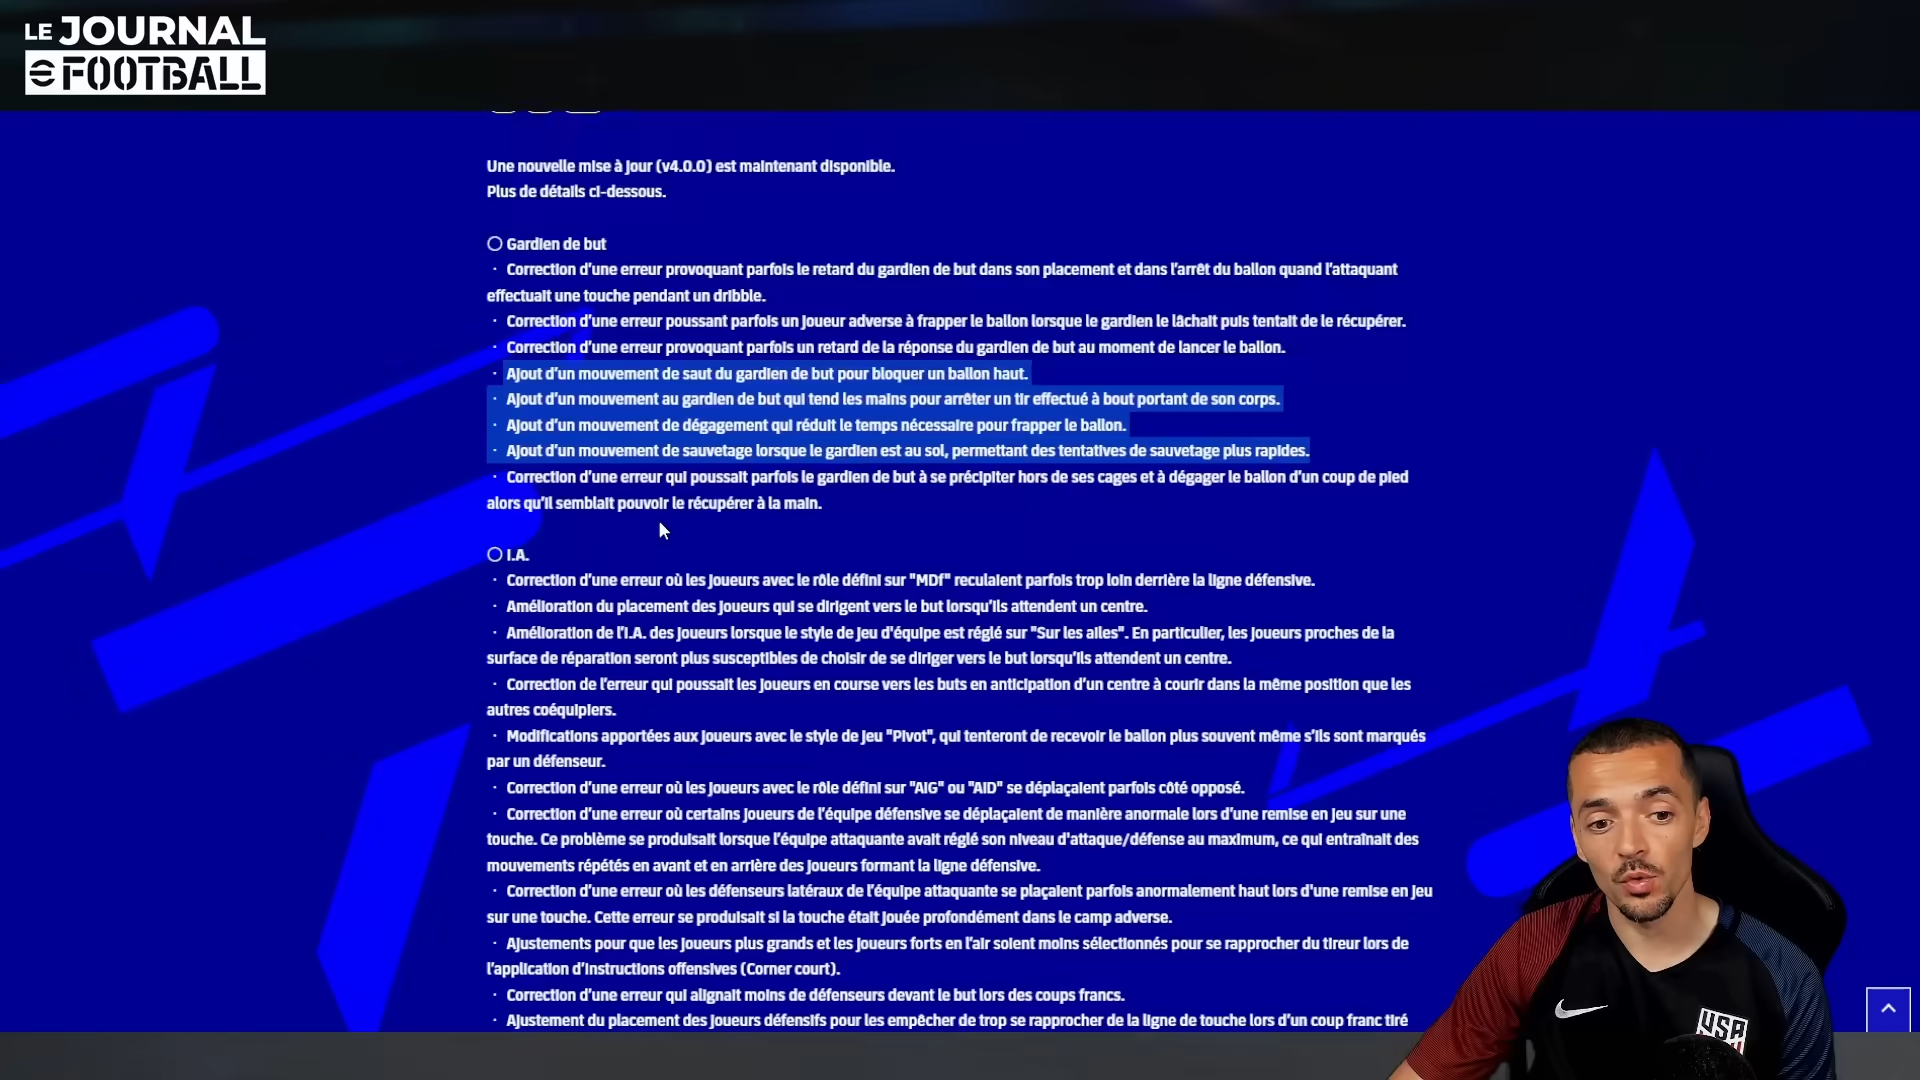 LE JOURNAL
eFOOTBALL
Une nouvelle mise à jour (v4.0.0) est maintenant disponible.
Plus de détails ci-dessous.
○ Gardien de but
・ Correction d'une erreur provoquant parfois le retard du gardien de but dans son placement et dans l'arrêt du ballon quand l'attaquant
effectuait une touche pendant un dribble.
・ Correction d'une erreur poussant parfois un joueur adverse à frapper le ballon lorsque le gardien le lâchait puis tentait de le récupérer.
・ Correction d'une erreur provoquant parfois un retard de la réponse du gardien de but au moment de lancer le ballon.
・ Ajout d'un mouvement de saut du gardien de but pour bloquer un ballon haut.
・ Ajout d'un mouvement au gardien de but qui tend les mains pour arrêter un tir effectué à bout portant de son corps.
・ Ajout d'un mouvement de dégagement qui réduit le temps nécessaire pour frapper le ballon.
・ Ajout d'un mouvement de sauvetage lorsque le gardien est au sol, permettant des tentatives de sauvetage plus rapides.
・ Correction d'une erreur qui poussait parfois le gardien de but à se précipiter hors de ses cages et à dégager le ballon d'un coup de pied
alors qu'il semblait pouvoir le récupérer à la main.
○ I.A.
・ Correction d'une erreur où les joueurs avec le rôle défini sur "MDf" reculaient parfois trop loin derrière la ligne défensive.
・ Amélioration du placement des joueurs qui se dirigent vers le but lorsqu'ils attendent un centre.
・ Amélioration de l'I.A. des joueurs lorsque le style de jeu d'équipe est réglé sur "Sur les ailes". En particulier, les joueurs proches de la
surface de réparation seront plus susceptibles de choisir de se diriger vers le but lorsqu'ils attendent un centre.
・ Correction de l'erreur qui poussait les joueurs en course vers les buts en anticipation d'un centre à courir dans la même position que les
autres coéquipiers.
・ Modifications apportées aux joueurs avec le style de jeu "Pivot", qui tenteront de recevoir le ballon plus souvent même s'ils sont marqués
par un défenseur.
・ Correction d'une erreur où les joueurs avec le rôle défini sur "AIG" ou "AID" se déplaçaient parfois côté opposé.
・ Correction d'une erreur où certains joueurs de l'équipe défensive se déplaçaient de manière anormale lors d'une remise en jeu sur une
touche. Ce problème se produisait lorsque l'équipe attaquante avait réglé son niveau d'attaque/défense au maximum, ce qui entraînait des
mouvements répétés en avant et en arrière des joueurs formant la ligne défensive.
・ Correction d'une erreur où les défenseurs latéraux de l'équipe attaquante se plaçaient parfois anormalement haut lors d'une remise en jeu
sur une touche. Cette erreur se produisait si la touche était jouée profondément dans le camp adverse.
・ Ajustements pour que les joueurs plus grands et les joueurs forts en l'air soient moins sélectionnés pour se rapprocher du tireur lors de
l'application d'instructions offensives (Corner court).
・ Correction d'une erreur qui alignait moins de défenseurs devant le but lors des coups francs.
・ Ajustement du placement des joueurs défensifs pour les empêcher de trop se rapprocher de la ligne de touche lors d'un coup franc tiré
USA